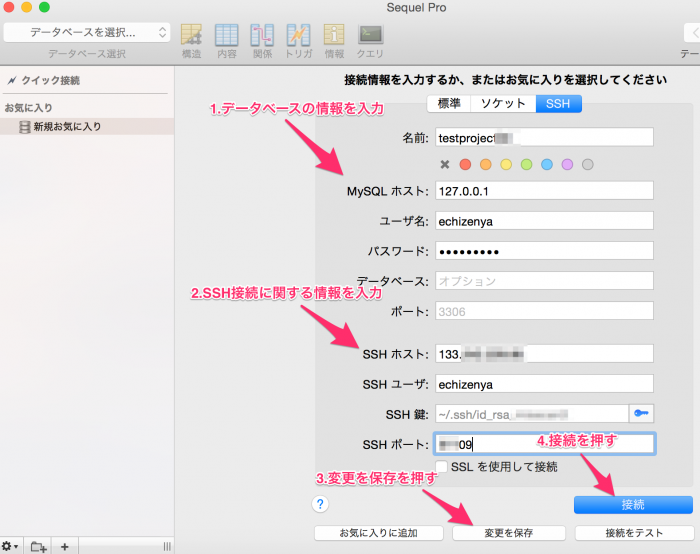 Sequel Pro
データベースを選択...
データベース選択
構造
内容
関係
トリガ
情報
クエリ
テー
クイック接続
お気に入り
新規お気に入り
接続情報を入力するか、またはお気に入りを選択してください
標準
ソケット
SSH
1.データベースの情報を入力
名前: testproject
MySQL ホスト: 127.0.0.1
ユーザ名: echizenya
パスワード: ●●●●●●●●●
データベース: オプション
2.SSH接続に関する情報を入力
ポート: 3306
SSH ホスト: 133.
SSH ユーザ: echizenya
SSH 鍵: ~/.ssh/id_rsa_
SSH ポート: 09
4.接続を押す
SSL を使用して接続
3.変更を保存を押す
?
接続
お気に入りに追加
変更を保存
接続をテスト